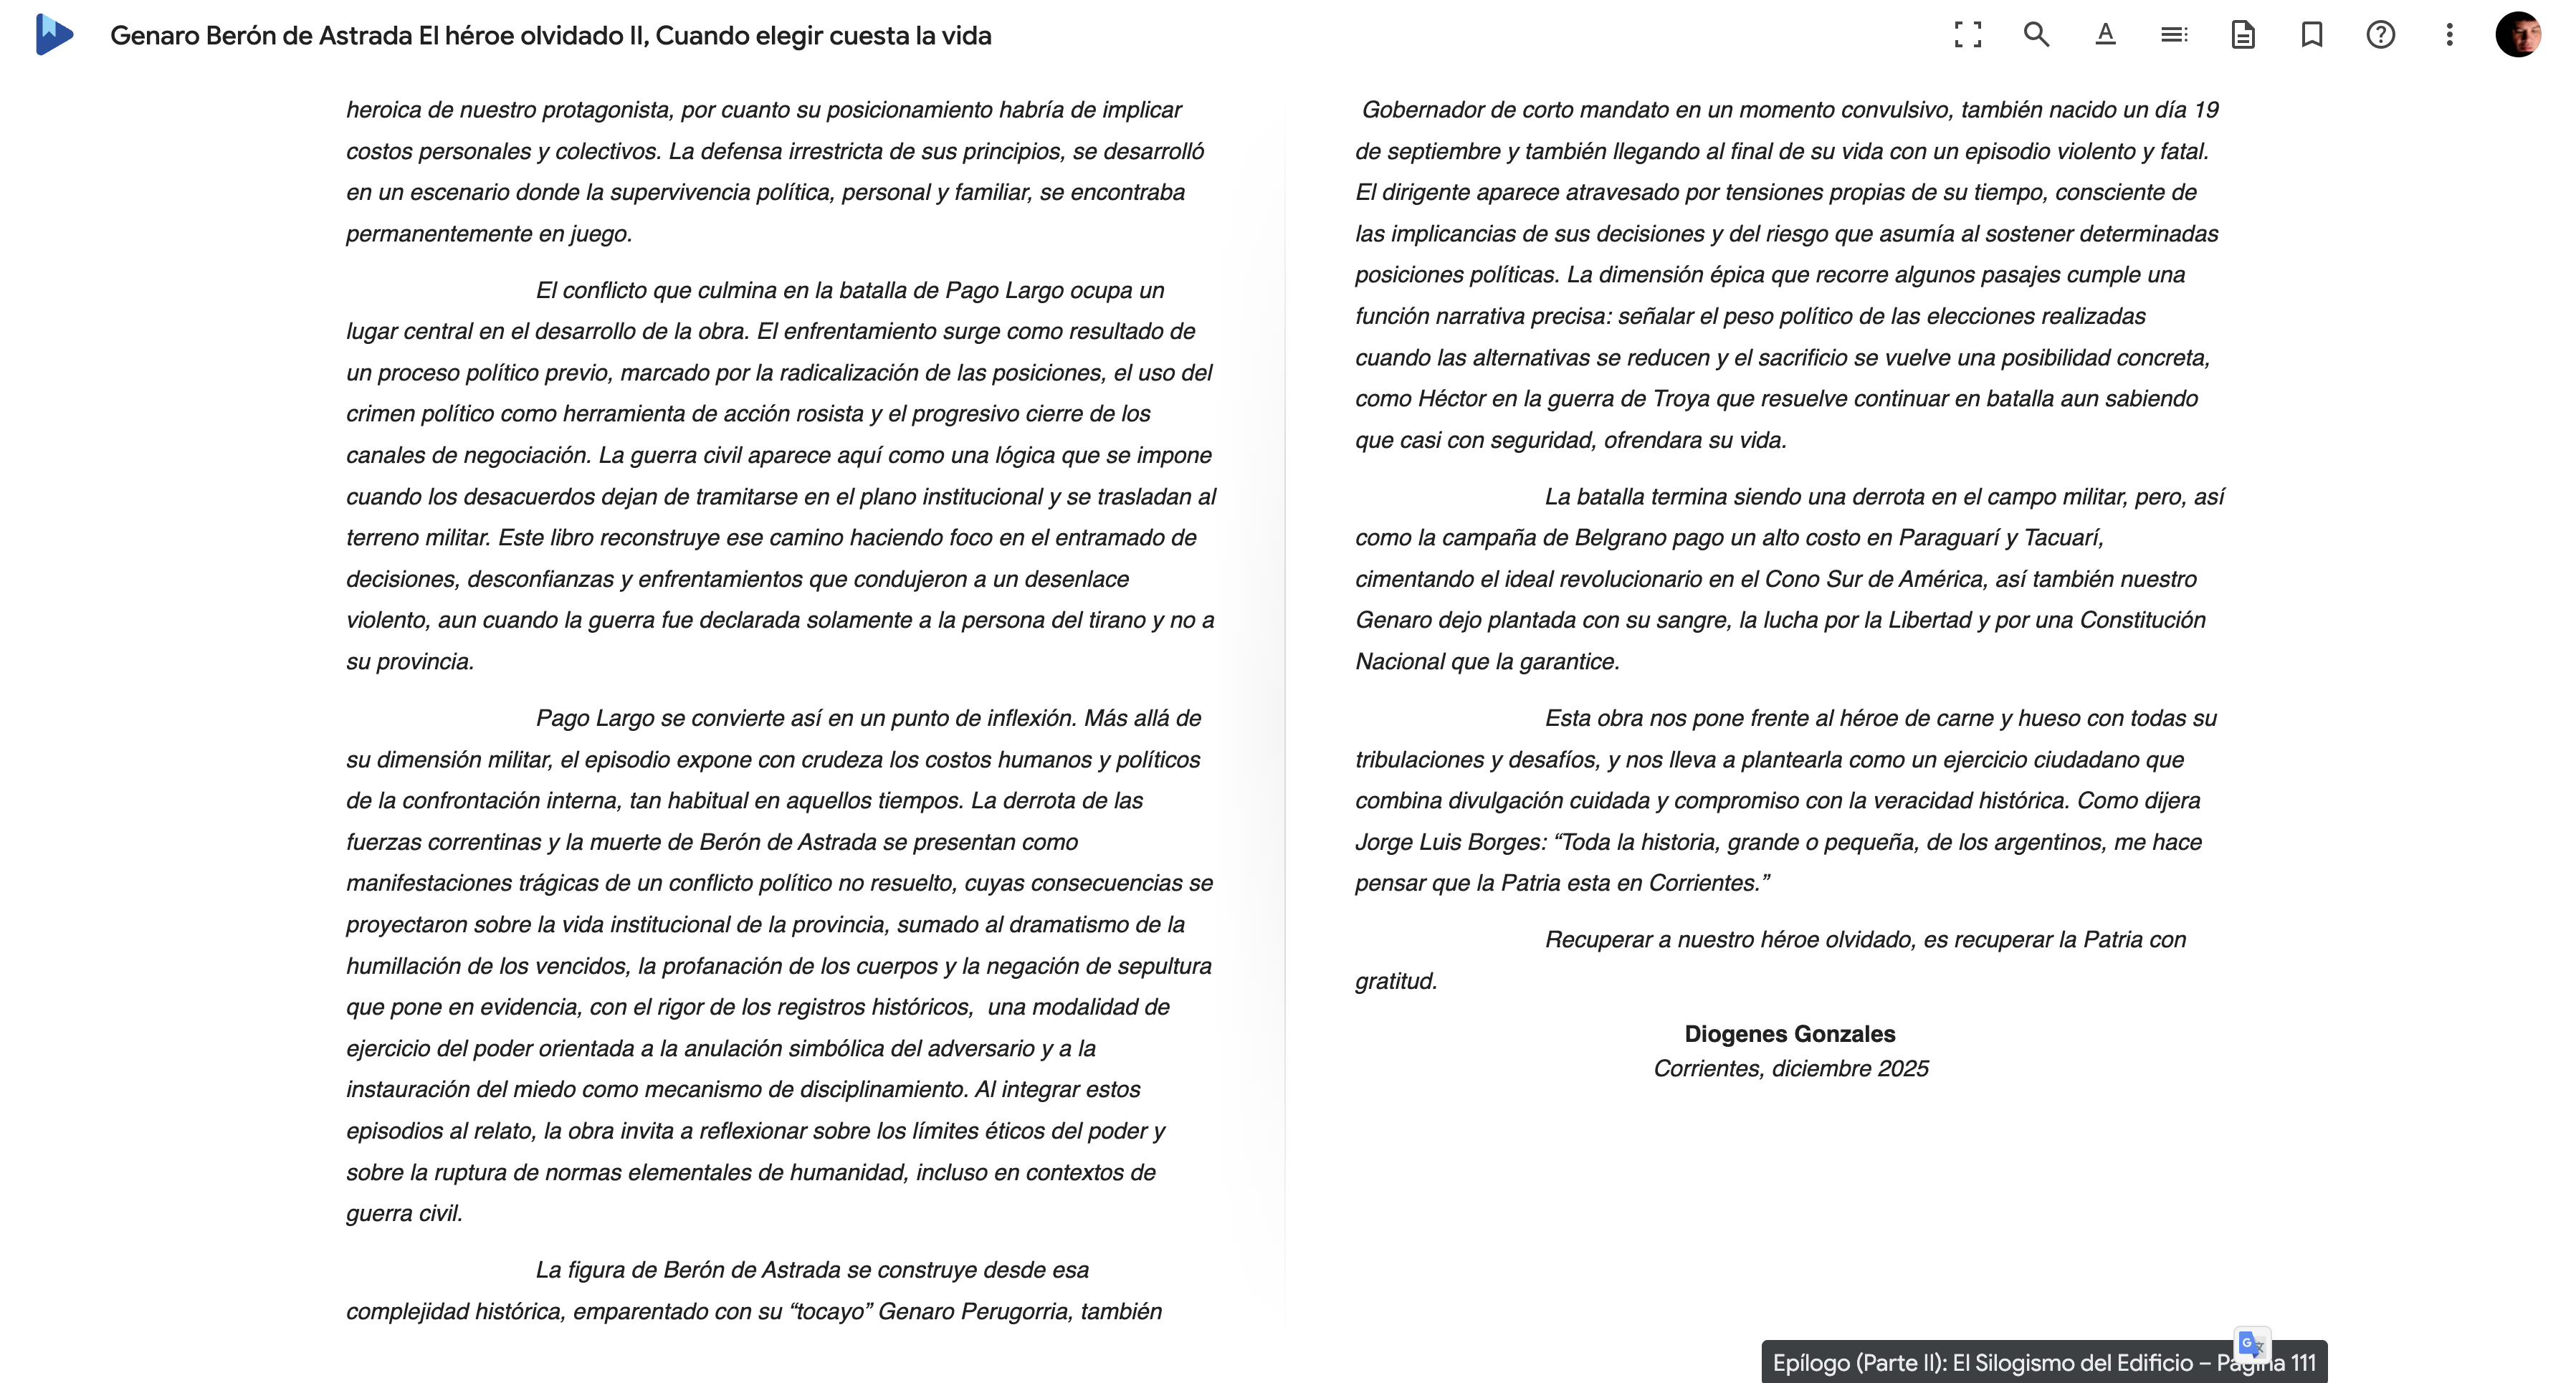 Genaro Berón de Astrada El héroe olvidado II, Cuando elegir cuesta la vida
heroica de nuestro protagonista, por cuanto su posicionamiento habría de implicar
costos personales y colectivos. La defensa irrestricta de sus principios, se desarrolló
en un escenario donde la supervivencia política, personal y familiar, se encontraba
permanentemente en juego.
El conflicto que culmina en la batalla de Pago Largo ocupa un
lugar central en el desarrollo de la obra. El enfrentamiento surge como resultado de
un proceso político previo, marcado por la radicalización de las posiciones, el uso del
crimen político como herramienta de acción rosista y el progresivo cierre de los
canales de negociación. La guerra civil aparece aquí como una lógica que se impone
cuando los desacuerdos dejan de tramitarse en el plano institucional y se trasladan al
terreno militar. Este libro reconstruye ese camino haciendo foco en el entramado de
decisiones, desconfianzas y enfrentamientos que condujeron a un desenlace
violento, aun cuando la guerra fue declarada solamente a la persona del tirano y no a
su provincia.
Pago Largo se convierte así en un punto de inflexión. Más allá de
su dimensión militar, el episodio expone con crudeza los costos humanos y políticos
de la confrontación interna, tan habitual en aquellos tiempos. La derrota de las
fuerzas correntinas y la muerte de Berón de Astrada se presentan como
manifestaciones trágicas de un conflicto político no resuelto, cuyas consecuencias se
proyectaron sobre la vida institucional de la provincia, sumado al dramatismo de la
humillación de los vencidos, la profanación de los cuerpos y la negación de sepultura
que pone en evidencia, con el rigor de los registros históricos,  una modalidad de
ejercicio del poder orientada a la anulación simbólica del adversario y a la
instauración del miedo como mecanismo de disciplinamiento. Al integrar estos
episodios al relato, la obra invita a reflexionar sobre los límites éticos del poder y
sobre la ruptura de normas elementales de humanidad, incluso en contextos de
guerra civil.
La figura de Berón de Astrada se construye desde esa
complejidad histórica, emparentado con su “tocayo” Genaro Perugorria, también
Gobernador de corto mandato en un momento convulsivo, también nacido un día 19
de septiembre y también llegando al final de su vida con un episodio violento y fatal.
El dirigente aparece atravesado por tensiones propias de su tiempo, consciente de
las implicancias de sus decisiones y del riesgo que asumía al sostener determinadas
posiciones políticas. La dimensión épica que recorre algunos pasajes cumple una
función narrativa precisa: señalar el peso político de las elecciones realizadas
cuando las alternativas se reducen y el sacrificio se vuelve una posibilidad concreta,
como Héctor en la guerra de Troya que resuelve continuar en batalla aun sabiendo
que casi con seguridad, ofrendara su vida.
La batalla termina siendo una derrota en el campo militar, pero, así
como la campaña de Belgrano pago un alto costo en Paraguarí y Tacuarí,
cimentando el ideal revolucionario en el Cono Sur de América, así también nuestro
Genaro dejo plantada con su sangre, la lucha por la Libertad y por una Constitución
Nacional que la garantice.
Esta obra nos pone frente al héroe de carne y hueso con todas su
tribulaciones y desafíos, y nos lleva a plantearla como un ejercicio ciudadano que
combina divulgación cuidada y compromiso con la veracidad histórica. Como dijera
Jorge Luis Borges: “Toda la historia, grande o pequeña, de los argentinos, me hace
pensar que la Patria esta en Corrientes.”
Recuperar a nuestro héroe olvidado, es recuperar la Patria con
gratitud.
Diogenes Gonzales
Corrientes, diciembre 2025
Epílogo (Parte II): El Silogismo del Edificio – Página 111